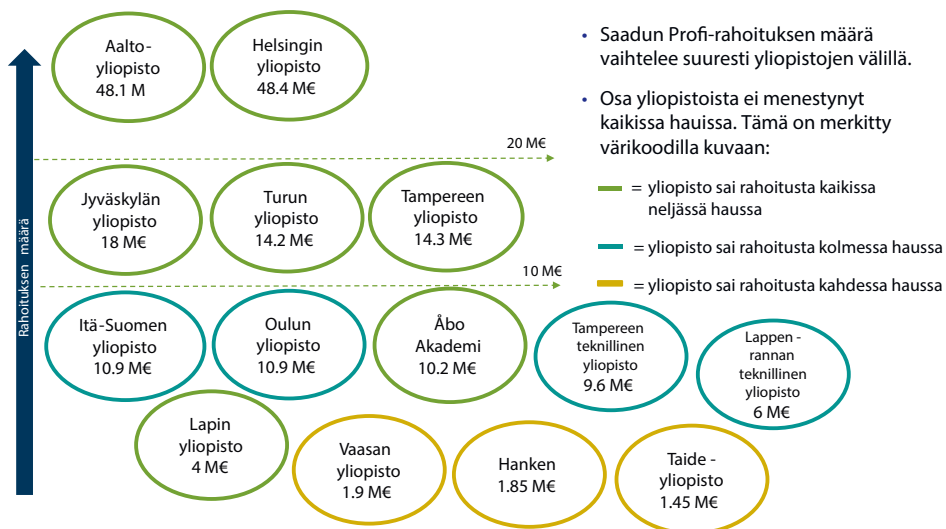 Aalto-
yliopisto
48.1 M
Helsingin
yliopisto
48.4 M€
• Saadun Profi-rahoituksen määrä
vaihtelee suuresti yliopistojen välillä.
• Osa yliopistoista ei menestynyt
kaikissa hauissa. Tämä on merkitty
värikoodilla kuvaan:
= yliopisto sai rahoitusta kaikissa
neljässä haussa
= yliopisto sai rahoitusta kolmessa haussa
= yliopisto sai rahoitusta kahdessa haussa
Rahoituksen määrä
20 M€
Jyväskylän
yliopisto
18 M€
Turun
yliopisto
14.2 M€
Tampereen
yliopisto
14.3 M€
10 M€
Itä-Suomen
yliopisto
10.9 M€
Oulun
yliopisto
10.9 M€
Åbo
Akademi
10.2 M€
Tampereen
teknillinen
yliopisto
9.6 M€
Lappen -
rannan
teknillinen
yliopisto
6 M€
Lapin
yliopisto
4 M€
Vaasan
yliopisto
1.9 M€
Hanken
1.85 M€
Taide -
yliopisto
1.45 M€